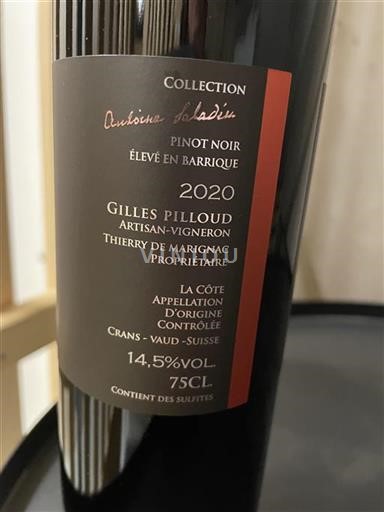 COLLECTION
Antoine Saladin
PINOT NOIR
ÉLEVÉ EN BARRIQUE
2020
GILLES PILLOUD
ARTISAN-VIGNERON
THIERRY DE MARIGNAC
VINTOU
PROPRIÉTAIRE
LA CÔTE
APPELLATION
D'ORIGINE
CONTRÔLÉE
CRANS - VAUD - SUISSE
14,5%VOL.
75CL.
CONTIENT DES SULFITES